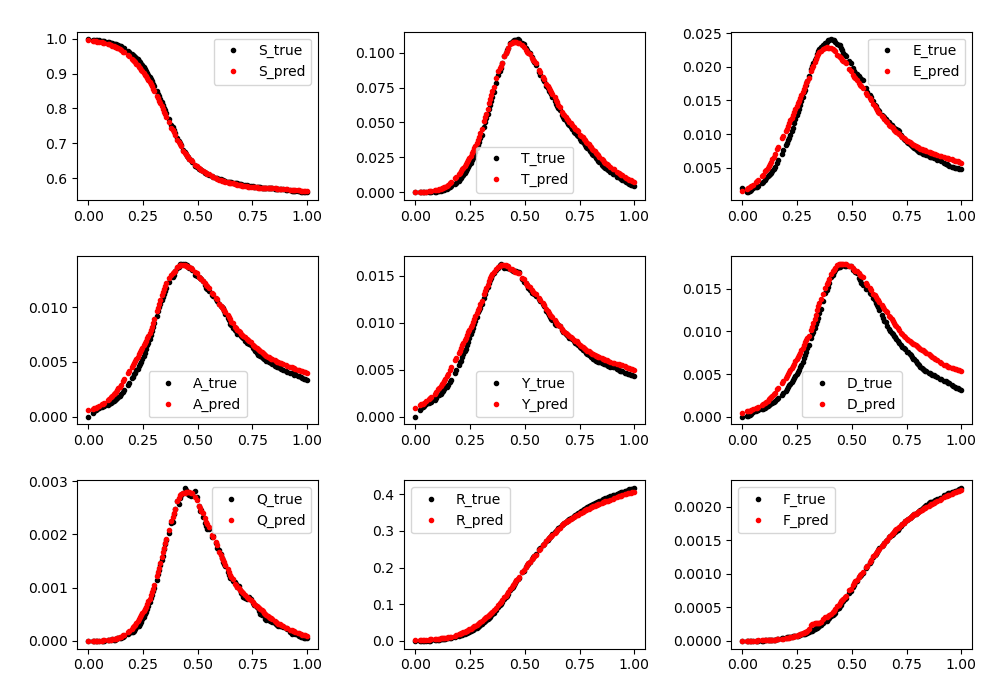 1.0
0.9
0.8
0.7
0.6
S_true
S_pred
0.00 0.25 0.50 0.75 1.00
0.100
0.075
0.050
0.025
0.000
T_true
T_pred
0.00 0.25 0.50 0.75 1.00
0.025
0.020
0.015
0.010
0.005
E_true
E_pred
0.00 0.25 0.50 0.75 1.00
0.010
0.005
0.000
A_true
A_pred
0.00 0.25 0.50 0.75 1.00
0.015
0.010
0.005
0.000
Y_true
Y_pred
0.00 0.25 0.50 0.75 1.00
0.015
0.010
0.005
0.000
D_true
D_pred
0.00 0.25 0.50 0.75 1.00
0.003
0.002
0.001
0.000
Q_true
Q_pred
0.00 0.25 0.50 0.75 1.00
0.4
0.3
0.2
0.1
0.0
R_true
R_pred
0.00 0.25 0.50 0.75 1.00
0.0020
0.0015
0.0010
0.0005
0.0000
F_true
F_pred
0.00 0.25 0.50 0.75 1.00